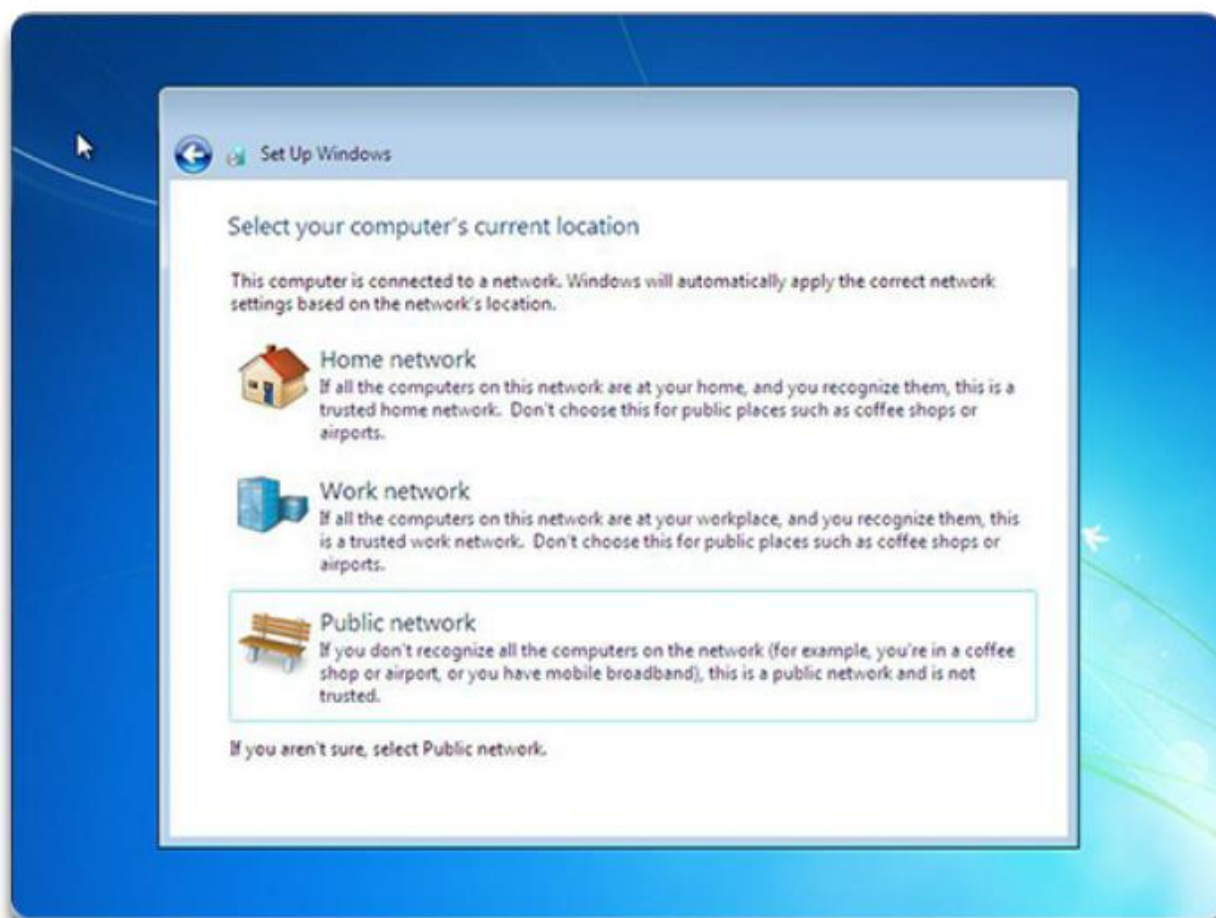 Set Up Windows
Select your computer's current location
This computer is connected to a network. Windows will automatically apply the correct network
settings based on the network's location.
Home network
If all the computers on this network are at your home, and you recognize them, this is a
trusted home network.  Don't choose this for public places such as coffee shops or
airports.
Work network
If all the computers on this network are at your workplace, and you recognize them, this
is a trusted work network.  Don't choose this for public places such as coffee shops or
airports.
Public network
If you don't recognize all the computers on the network (for example, you're in a coffee
shop or airport, or you have mobile broadband), this is a public network and is not
trusted.
If you aren't sure, select Public network.